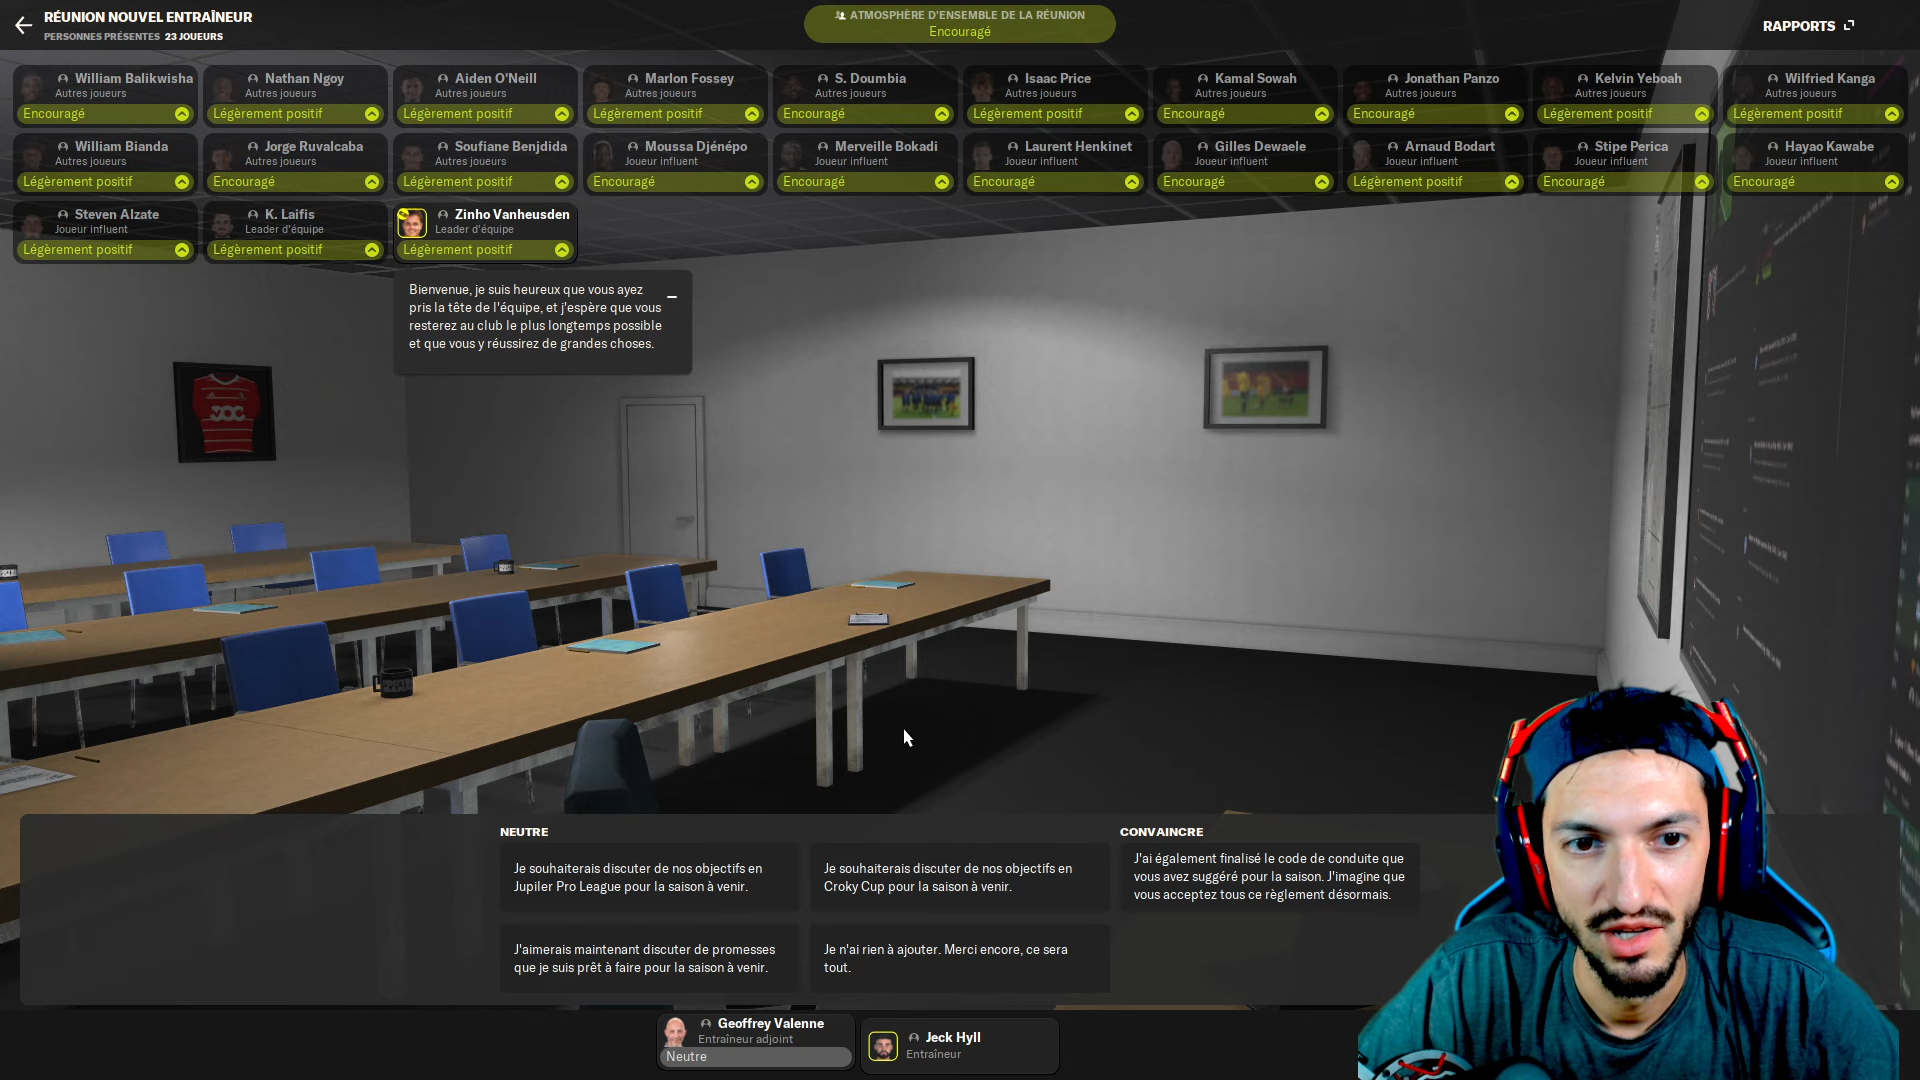 RÉUNION NOUVEL ENTRAÎNEUR
PERSONNES PRÉSENTES 23 JOUEURS
ATMOSPHÈRE D'ENSEMBLE DE LA RÉUNION
Encouragé
RAPPORTS
William Balikwisha
Autres joueurs
Encouragé
Nathan Ngoy
Autres joueurs
Légèrement positif
Aiden O'Neill
Autres joueurs
Légèrement positif
Marlon Fossey
Autres joueurs
Légèrement positif
S. Doumbia
Autres joueurs
Encouragé
Isaac Price
Autres joueurs
Légèrement positif
Kamal Sowah
Autres joueurs
Encouragé
Jonathan Panzo
Autres joueurs
Encouragé
Kelvin Yeboah
Autres joueurs
Légèrement positif
Wilfried Kanga
Autres joueurs
Légèrement positif
William Bianda
Autres joueurs
Légèrement positif
Jorge Ruvalcaba
Autres joueurs
Encouragé
Soufiane Benjdida
Autres joueurs
Légèrement positif
Moussa Djénépo
Joueur influent
Encouragé
Merveille Bokadi
Joueur influent
Encouragé
Laurent Henkinet
Joueur influent
Encouragé
Gilles Dewaele
Joueur influent
Encouragé
Arnaud Bodart
Joueur influent
Légèrement positif
Stipe Perica
Joueur influent
Encouragé
Hayao Kawabe
Joueur influent
Encouragé
Steven Alzate
Joueur influent
Légèrement positif
K. Laifis
Leader d'équipe
Légèrement positif
Zinho Vanheusden
Leader d'équipe
Légèrement positif
Bienvenue, je suis heureux que vous ayez
pris la tête de l'équipe, et j'espère que vous
resterez au club le plus longtemps possible
et que vous y réussirez de grandes choses.
NEUTRE
Je souhaiterais discuter de nos objectifs en
Jupiler Pro League pour la saison à venir.
Je souhaiterais discuter de nos objectifs en
Croky Cup pour la saison à venir.
J'aimerais maintenant discuter de promesses
que je suis prêt à faire pour la saison à venir.
Je n'ai rien à ajouter. Merci encore, ce sera
tout.
CONVAINCRE
J'ai également finalisé le code de conduite que
vous avez suggéré pour la saison. J'imagine que
vous acceptez tous ce règlement désormais.
Geoffrey Valenne
Entraîneur adjoint
Neutre
Jeck Hyll
Entraîneur